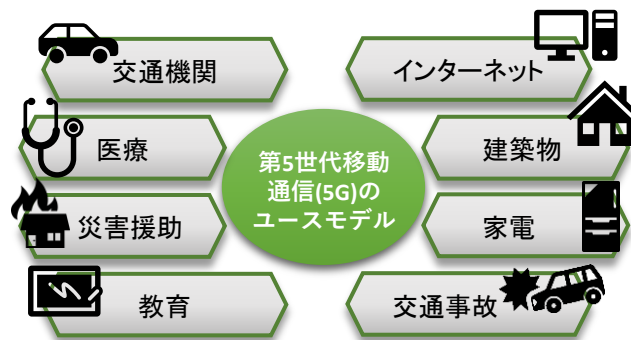 交通機関
インターネット
医療
建築物
第5世代移動
通信(5G)の
ユースモデル
災害援助
家電
教育
交通事故